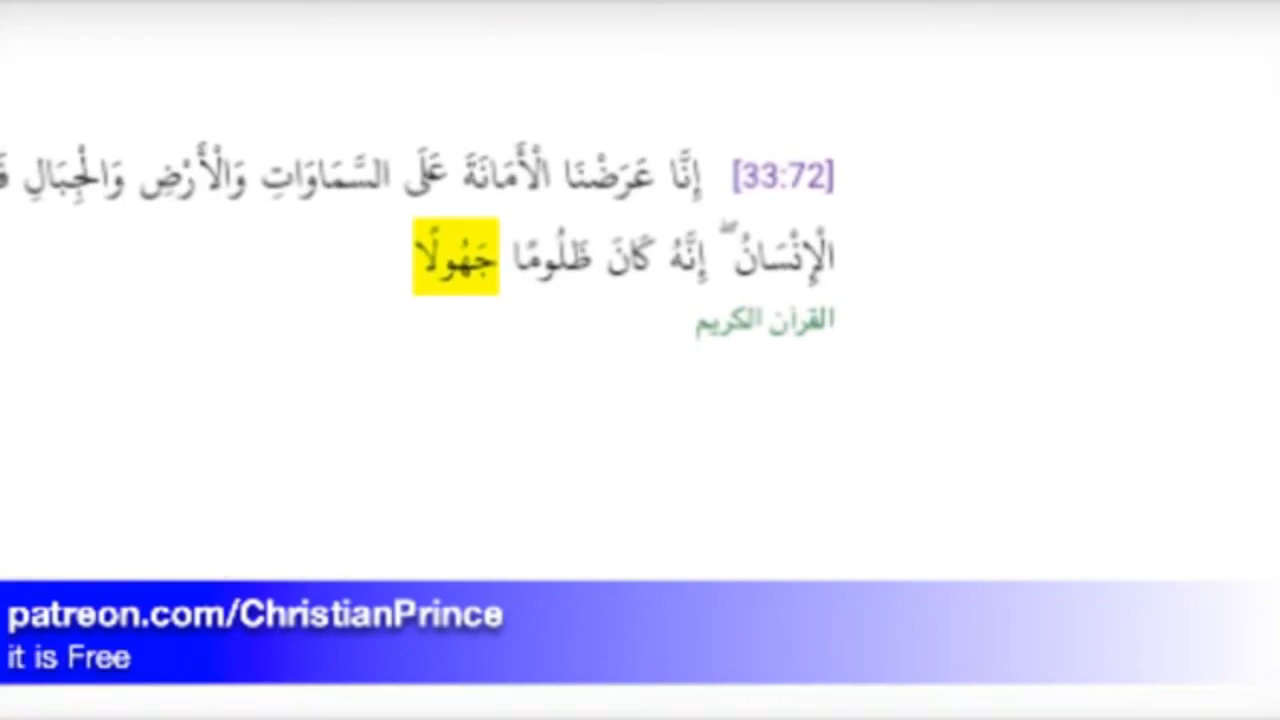 [33:72] إِنَّا عَرَضْنَا الْأَمَانَةَ عَلَى السَّمَاوَاتِ وَالْأَرْضِ وَالْجِبَالِ
الْإِنْسَانُ ۖ إِنَّهُ كَانَ ظَلُومًا جَهُولًا
القرآن الكريم
patreon.com/ChristianPrince
it is Free